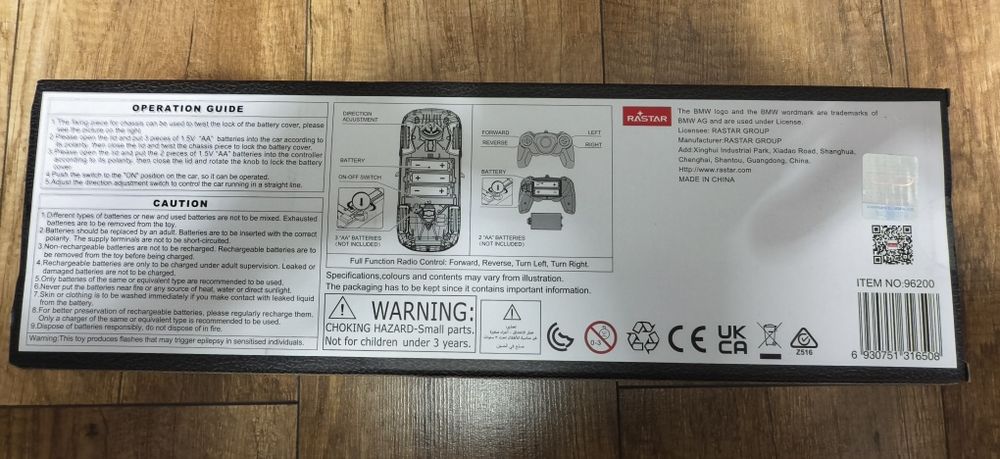 OPERATION GUIDE
1.The fixing piece for chassis can be used to twist the lock of the battery cover, please
see the picture on the right.
2.Please open the lid and put 3 pieces of 1.5V "AA" batteries into the car according to
its polarity, then close the lid and twist the chassis piece to lock the battery cover.
3.Please open the lid and put the 2 pieces of 1.5V "AA" batteries into the controller
according to its polarity, then close the lid and rotate the knob to lock the battery
cover.
4.Push the switch to the "ON" position on the car, so it can be operated.
5.Adjust the direction adjustment switch to control the car running in a straight line.
CAUTION
1.Different types of batteries or new and used batteries are not to be mixed. Exhausted
batteries are to be removed from the toy.
2.Batteries should be replaced by an adult. Batteries are to be inserted with the correct
polarity. The supply terminals are not to be short-circuited.
3.Non-rechargeable batteries are not to be recharged. Rechargeable batteries are to
be removed from the toy before being charged.
4.Rechargeable batteries are only to be charged under adult supervision. Leaked or
damaged batteries are not to be charged.
5.Only batteries of the same or equivalent type are recommended to be used.
6.Never put the batteries near fire or any source of heat, water or direct sunlight.
7.Skin or clothing is to be washed immediately if you make contact with leaked liquid
from the battery.
8.For better preservation of rechargeable batteries, please regularly recharge them.
Only a charger of the same or equivalent type is recommended to be used.
9.Dispose of batteries responsibly, do not dispose of in fire.
Warning:This toy produces flashes that may trigger epilepsy in sensitised individuals.
DIRECTION
ADJUSTMENT
BATTERY
ON-OFF SWITCH
3 "AA" BATTERIES
(NOT INCLUDED)
FORWARD
REVERSE
LEFT
RIGHT
BATTERY
2 "AA" BATTERIES
(NOT INCLUDED)
Full Function Radio Control: Forward, Reverse, Turn Left, Turn Right.
Specifications,colours and contents may vary from illustration.
The packaging has to be kept since it contains important information.
WARNING:
CHOKING HAZARD-Small parts.
Not for children under 3 years.
تحذير:
صنع في الصين
0-3
CE
UK
CA
Z516
RASTAR
The BMW logo and the BMW wordmark are trademarks of
BMW AG and are used under License.
Licensee: RASTAR GROUP
Manufacturer:RASTAR GROUP
Add:Xinghui Industrial Park, Xiadao Road, Shanghua,
Chenghai, Shantou, Guangdong, China.
Http://www.rastar.com
MADE IN CHINA
ITEM NO:96200
6 930751 316508